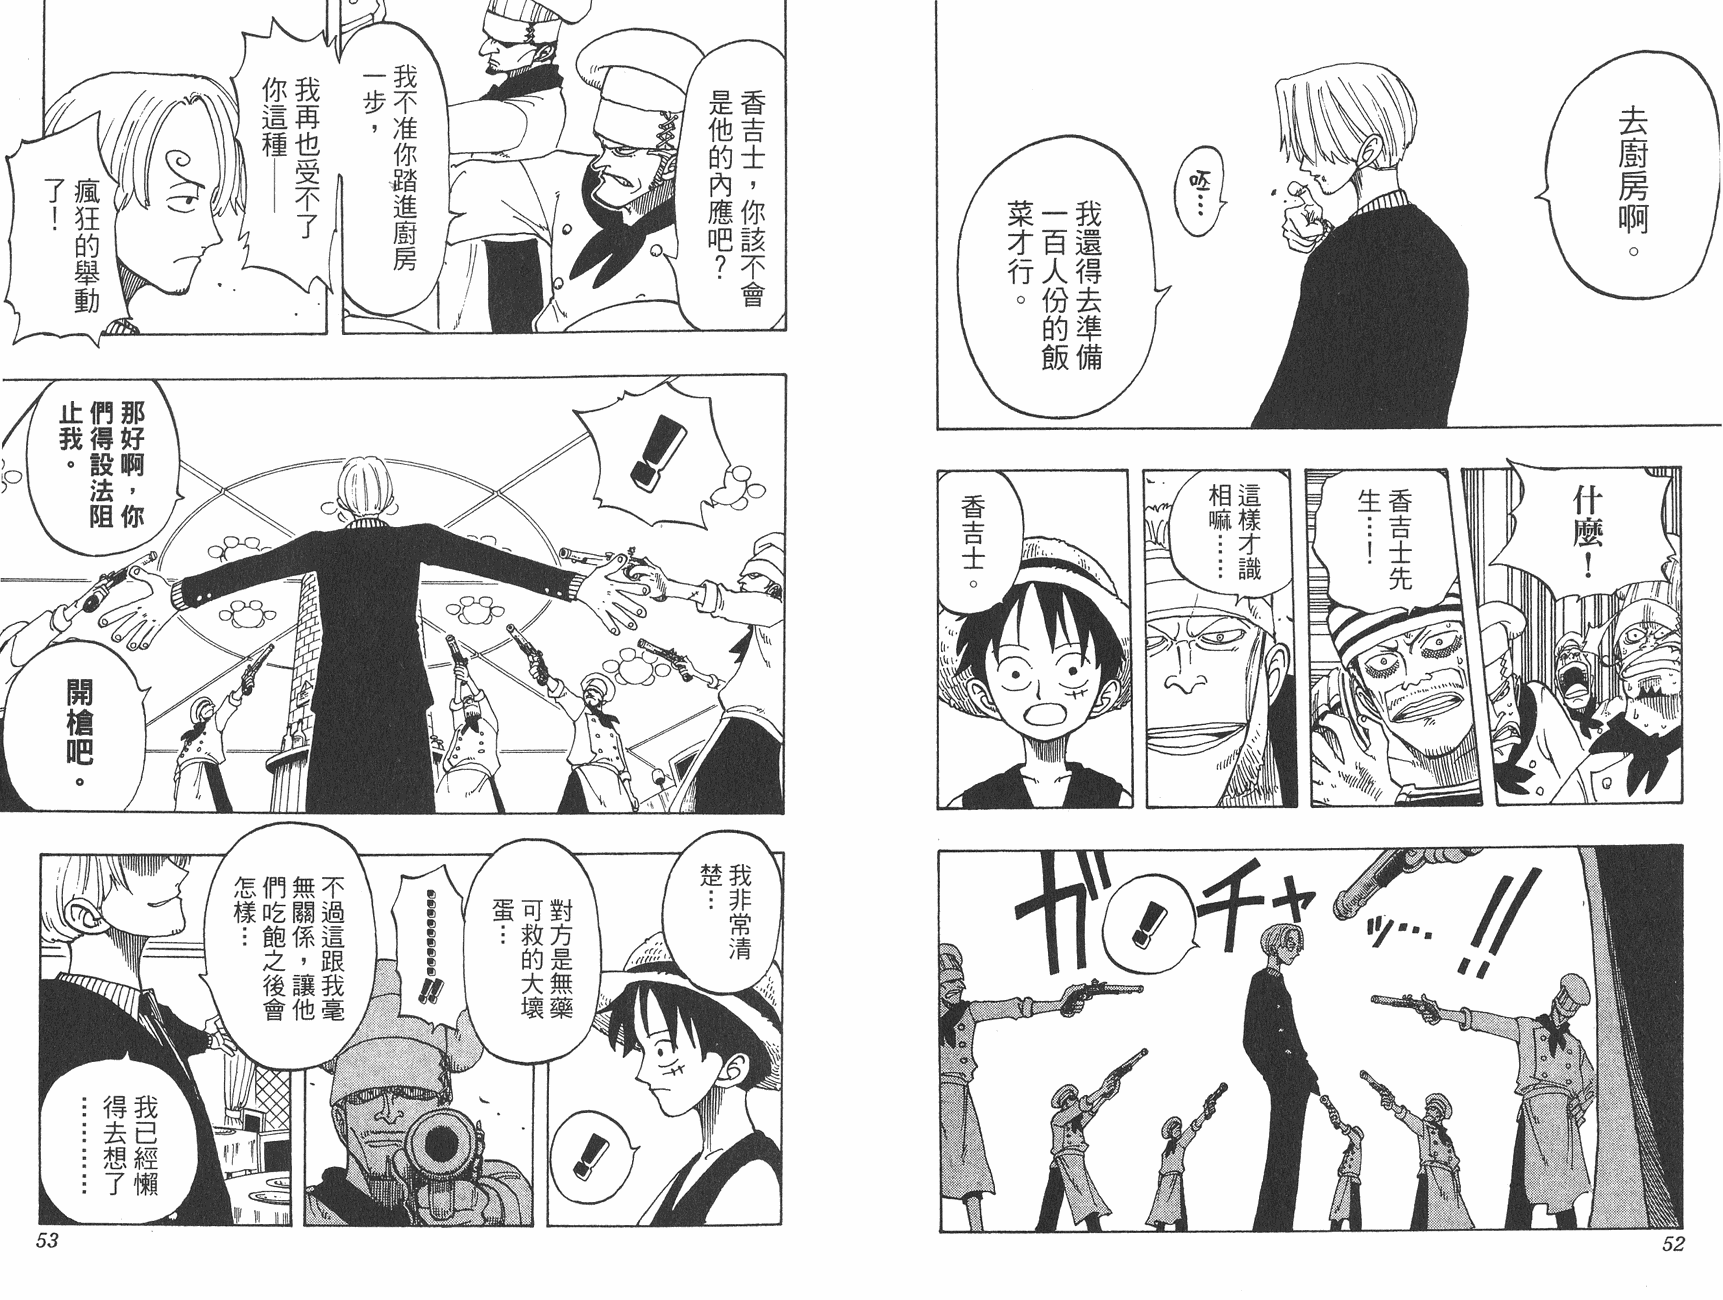 去廚房啊。
呸…
我還得去準備
一百人份的飯
菜才行。
什麼！
香吉士先
生……！
這樣才識
相嘛……
香吉士。
!!
ッ…
チャ
!
ガ
52
香吉士，你該不會
是他的內應吧？
我不准你踏進廚房
一步，
我再也受不了
你這種——
瘋狂的舉動
了！
!
那好啊，你
們得設法阻
止我。
開槍吧。
我非常清
楚…
!
對方是無藥
可救的大壞
蛋…
…………!!
不過這跟我毫
無關係，讓他
們吃飽之後會
怎樣…
我已經懶
得去想了
…………
53